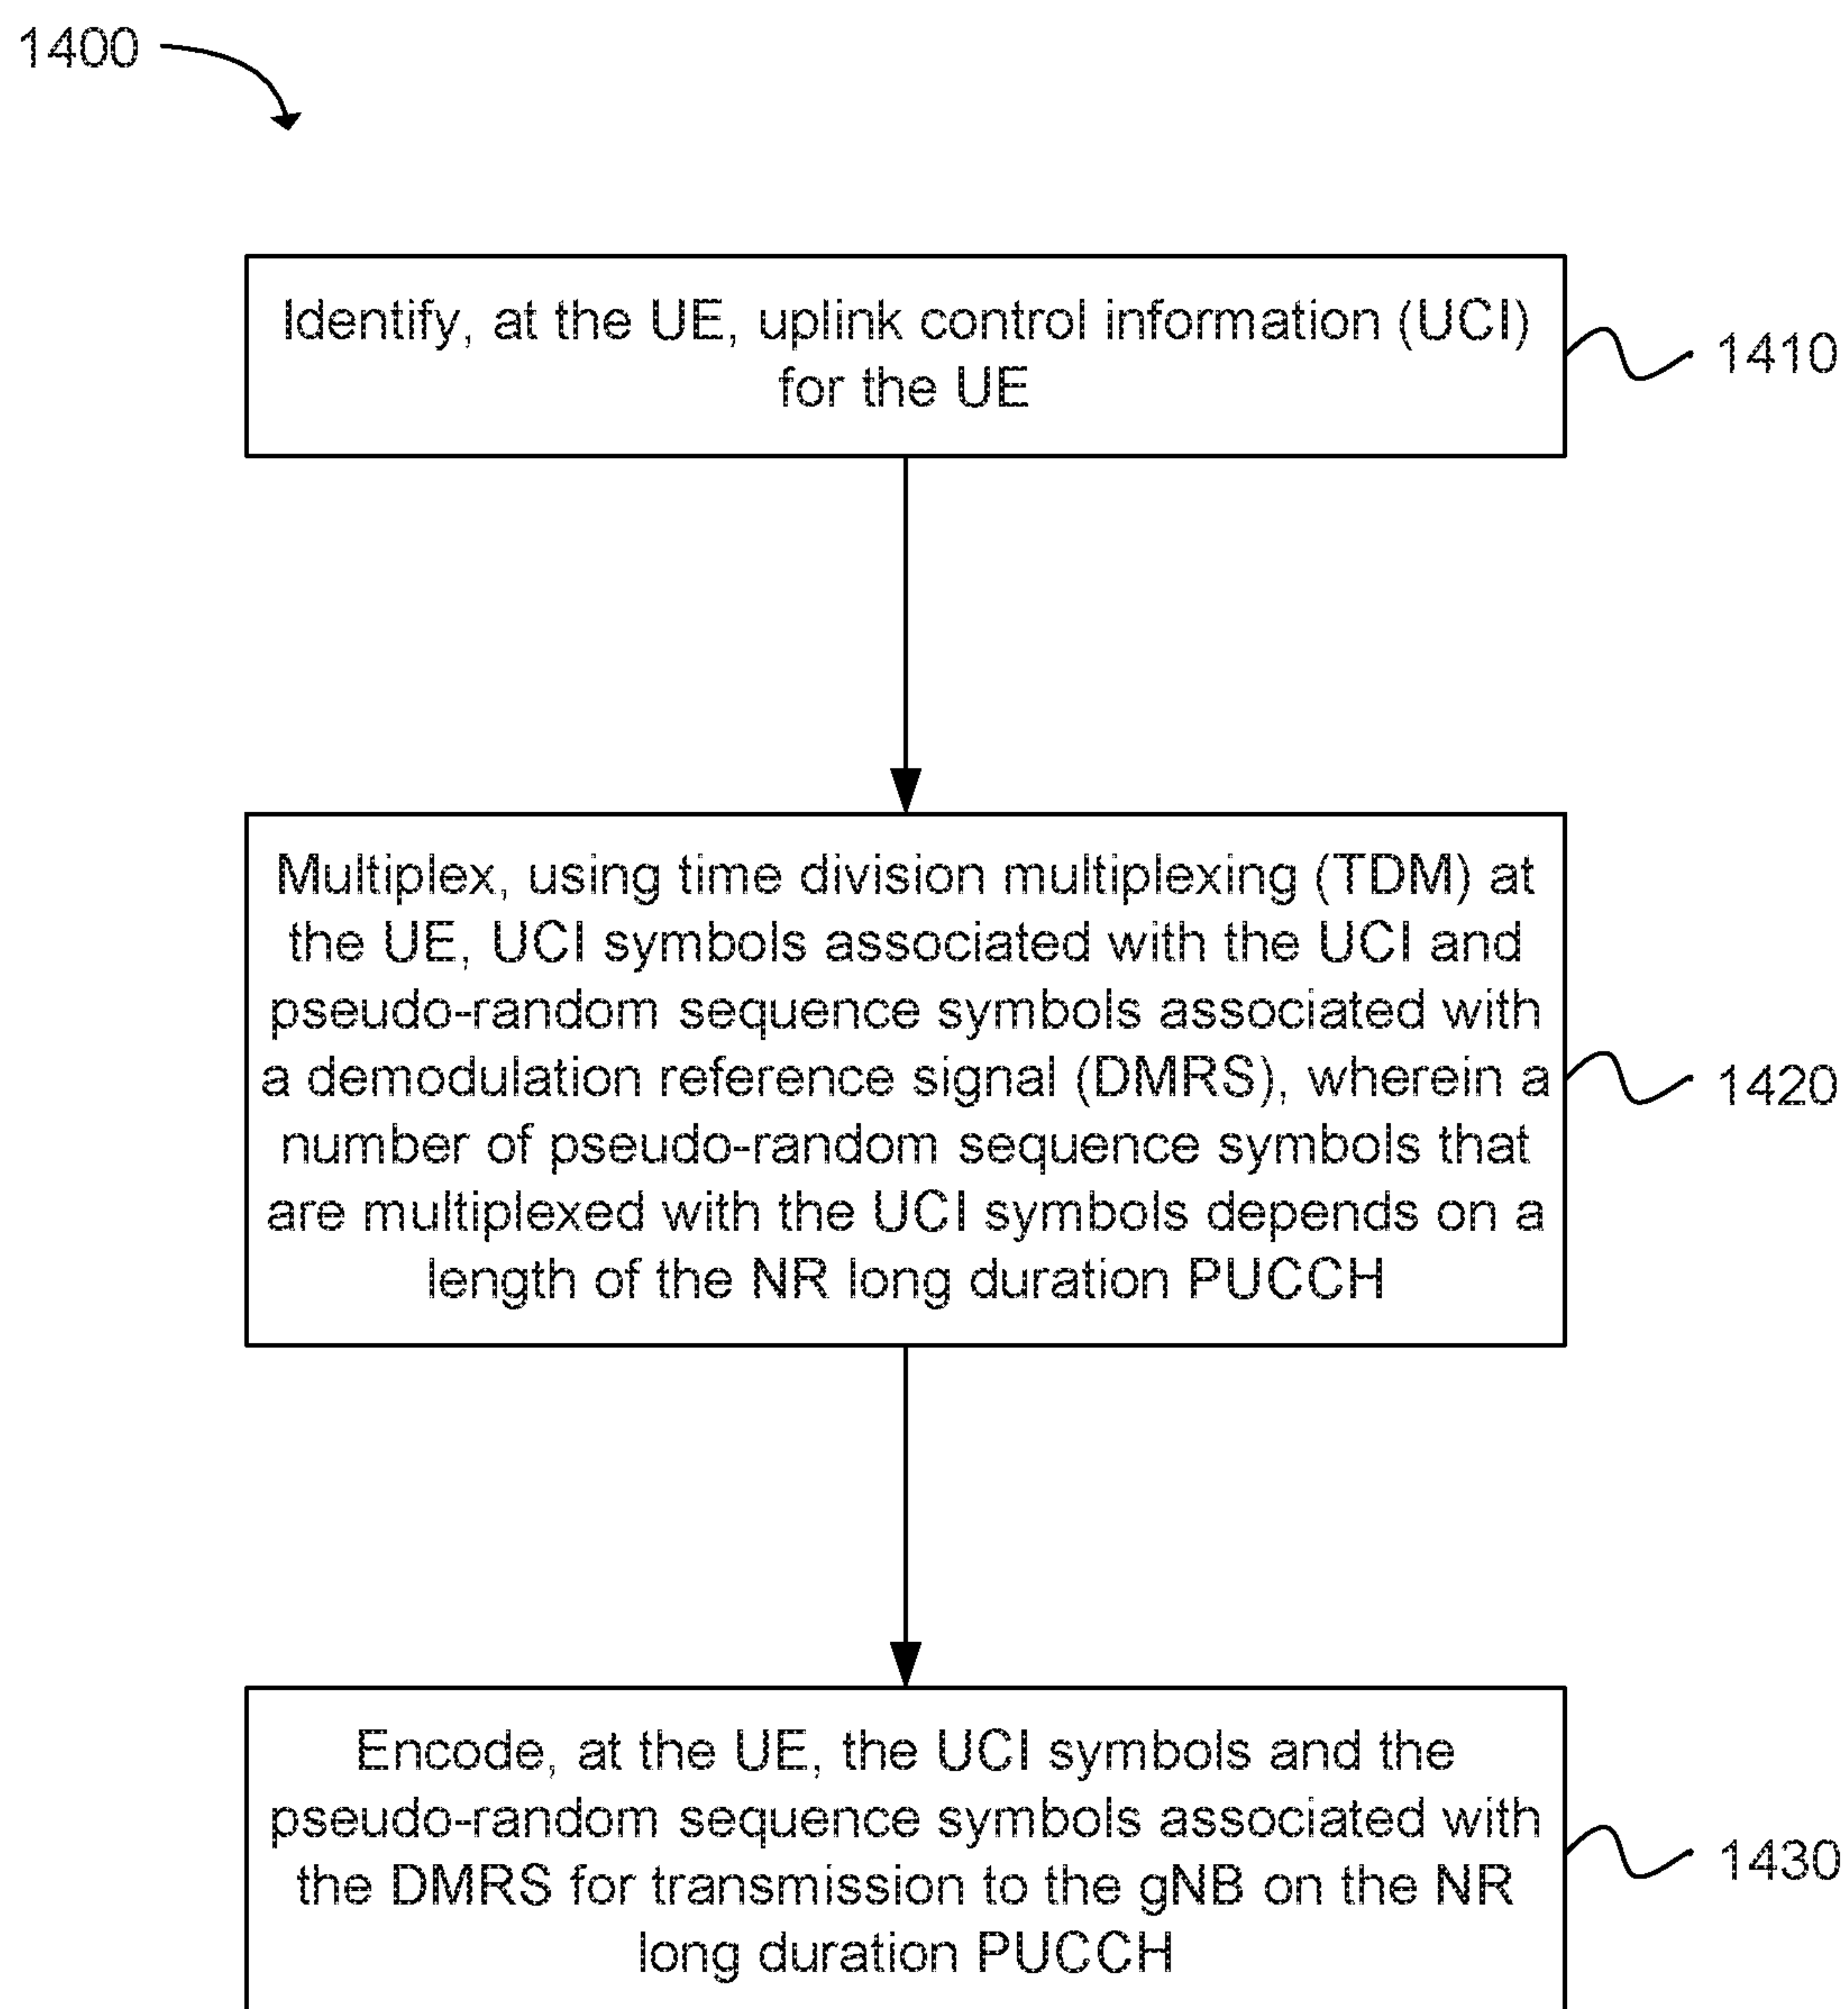 1400
Identify, at the UE, uplink control information (UCI)
for the UE
1410
Multiplex, using time division multiplexing (TDM) at
the UE, UCI symbols associated with the UCI and
pseudo-random sequence symbols associated with
a demodulation reference signal (DMRS), wherein a
number of pseudo-random sequence symbols that
are multiplexed with the UCI symbols depends on a
length of the NR long duration PUCCH
1420
Encode, at the UE, the UCI symbols and the
pseudo-random sequence symbols associated with
the DMRS for transmission to the gNB on the NR
long duration PUCCH
1430